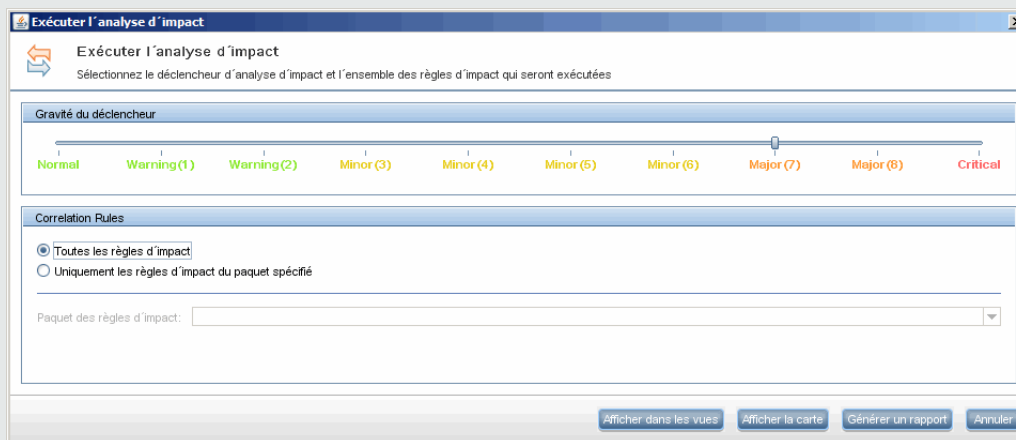 Exécuter l´analyse d´impact
Exécuter l´analyse d´impact
Sélectionnez le déclencheur d´analyse d´impact et l´ensemble des règles d´impact qui seront exécutées
Gravité du déclencheur
Normal Warning(1) Warning(2) Minor(3) Minor(4) Minor(5) Minor(6) Major(7) Major(8) Critical
Correlation Rules
Toutes les règles d´impact
Uniquement les règles d´impact du paquet spécifié
Paquet des règles d´impact:
Afficher dans les vues Afficher la carte Générer un rapport Annuler